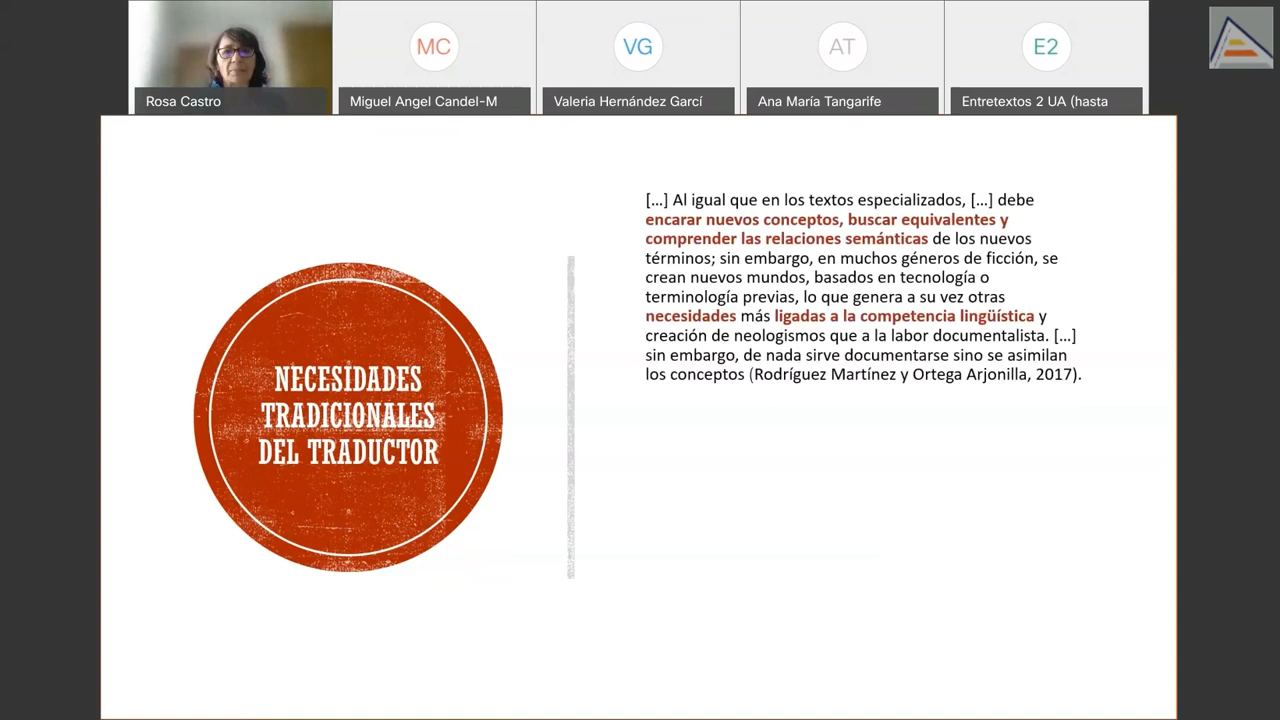 MC
VG
AT
E2
Rosa Castro
Miguel Angel Candel-M
Valeria Hernández Garcí
Ana María Tangarife
Entretextos 2 UA (hasta
NECESIDADES
TRADICIONALES
DEL TRADUCTOR
[…] Al igual que en los textos especializados, […] debe
encarar nuevos conceptos, buscar equivalentes y
comprender las relaciones semánticas de los nuevos
términos; sin embargo, en muchos géneros de ficción, se
crean nuevos mundos, basados en tecnología o
terminología previas, lo que genera a su vez otras
necesidades más ligadas a la competencia lingüística y
creación de neologismos que a la labor documentalista. […]
sin embargo, de nada sirve documentarse sino se asimilan
los conceptos (Rodríguez Martínez y Ortega Arjonilla, 2017).